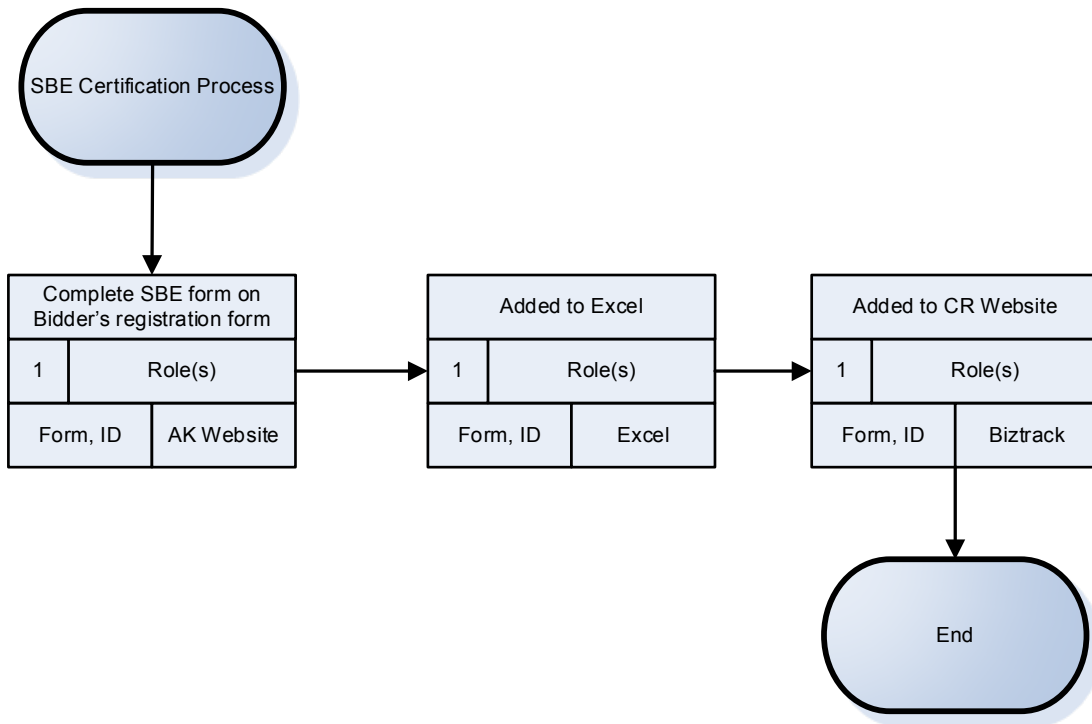 SBE Certification Process
Complete SBE form on
Bidder's registration form
1
Role(s)
Form, ID
AK Website
Added to Excel
1
Role(s)
Form, ID
Excel
Added to CR Website
1
Role(s)
Form, ID
Biztrack
End